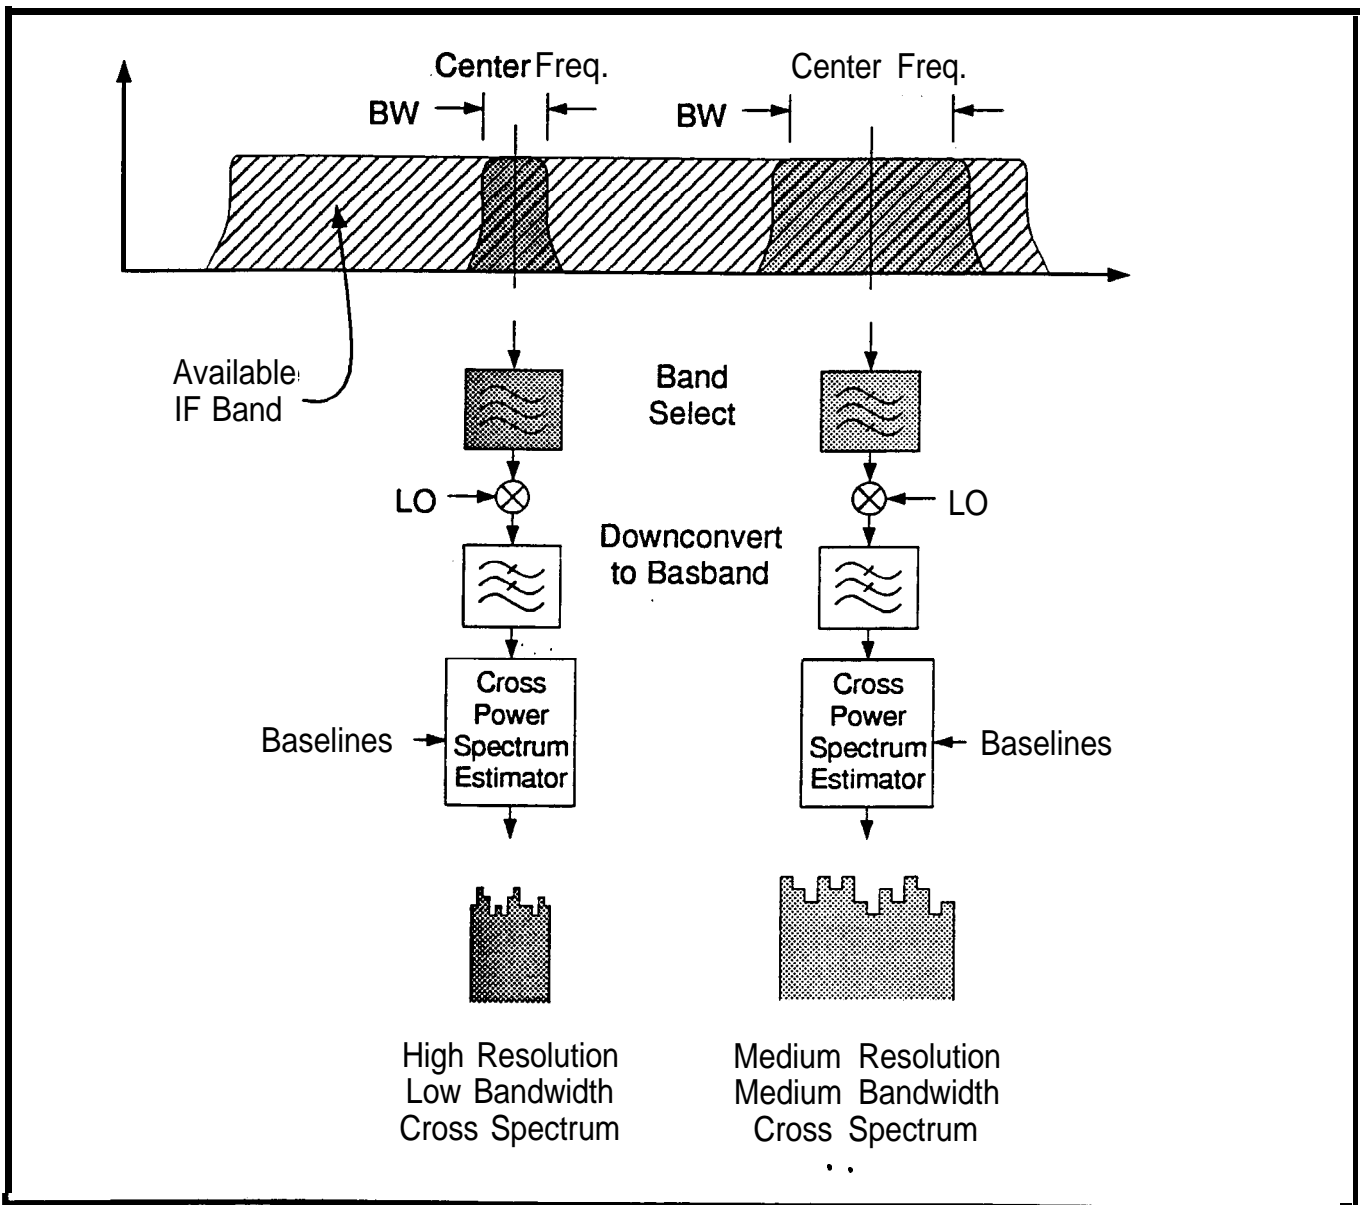 Center Freq.
Center Freq.
BW
BW
Available
IF Band
Band
Select
LO
LO
Downconvert
to Basband
Cross
Power
Spectrum
Estimator
Cross
Power
Spectrum
Estimator
Baselines
Baselines
High Resolution
Low Bandwidth
Cross Spectrum
Medium Resolution
Medium Bandwidth
Cross Spectrum